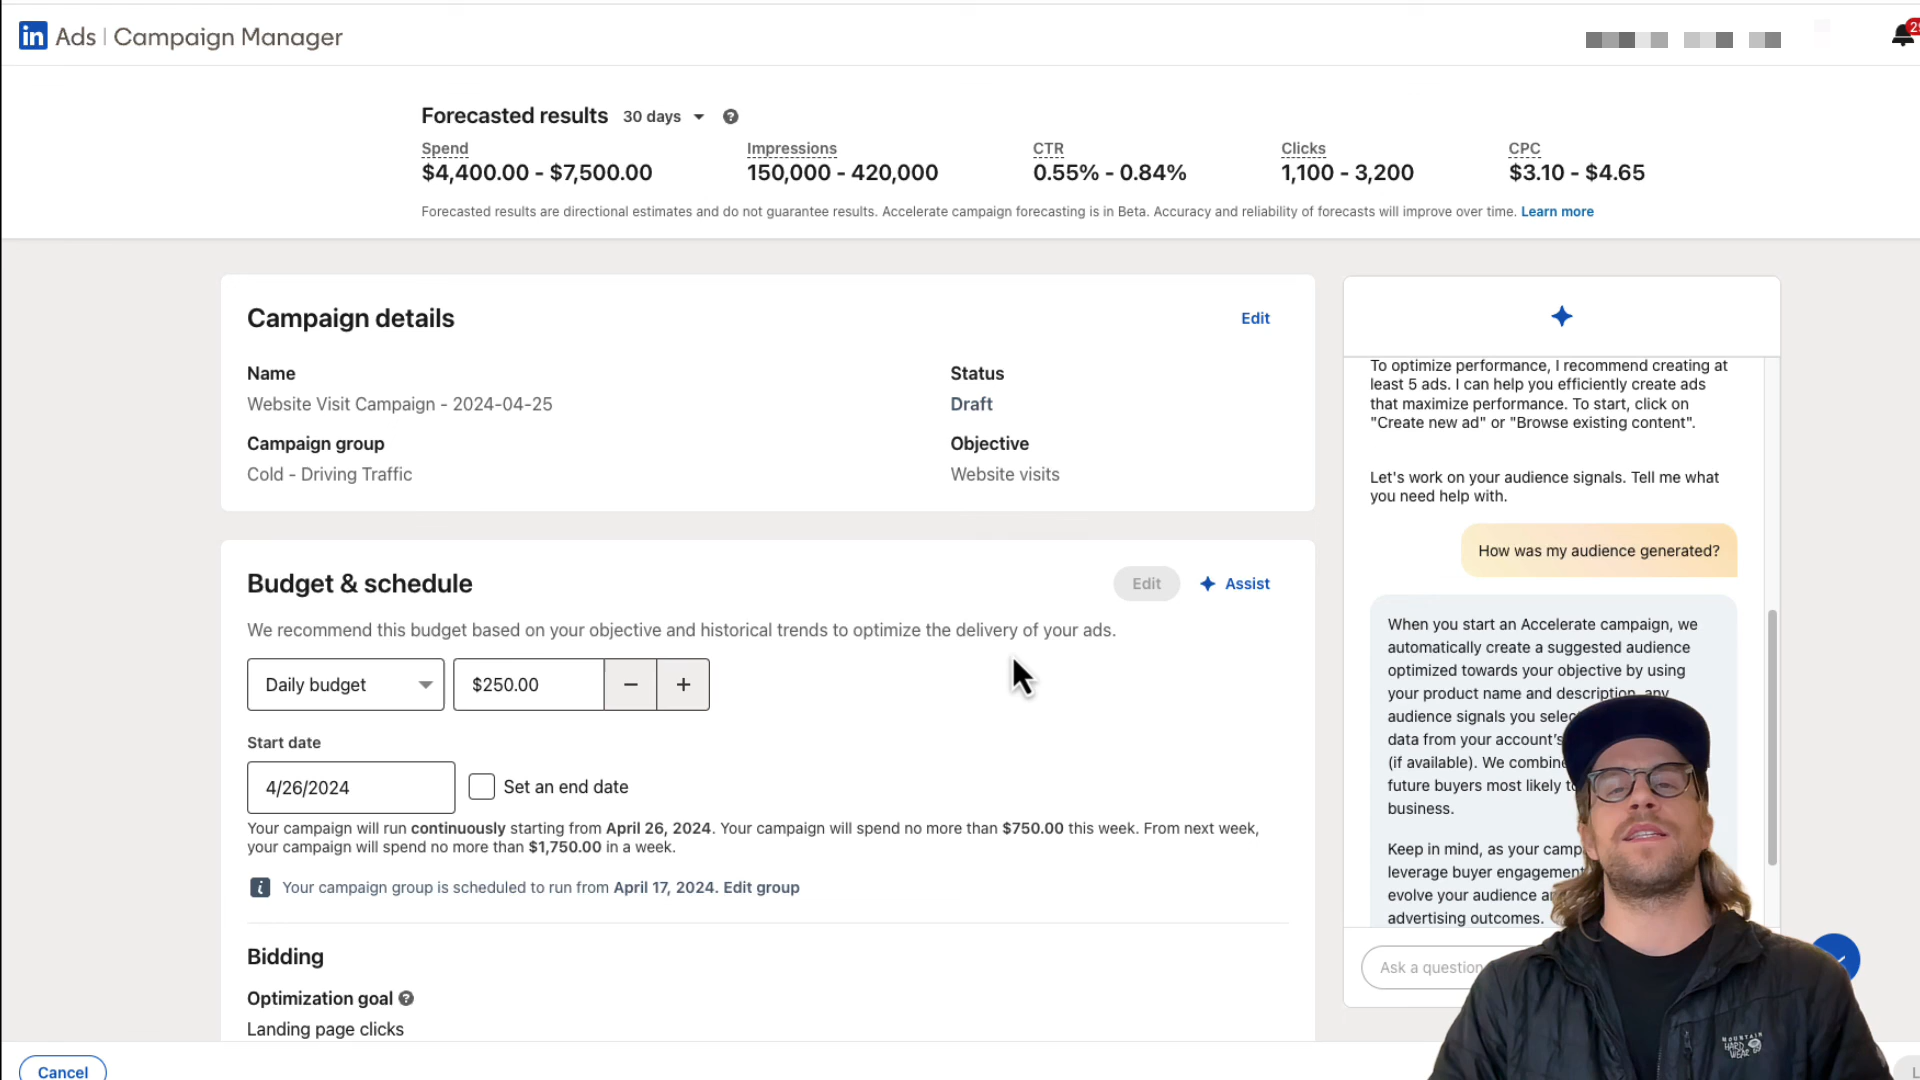 in Ads | Campaign Manager
Forecasted results 30 days
Spend Impressions CTR Clicks CPC
$4,400.00 - $7,500.00 150,000 - 420,000 0.55% - 0.84% 1,100 - 3,200 $3.10 - $4.65
Forecasted results are directional estimates and do not guarantee results. Accelerate campaign forecasting is in Beta. Accuracy and reliability of forecasts will improve over time. Learn more
Campaign details Edit
Name Status
Website Visit Campaign - 2024-04-25 Draft
Campaign group Objective
Cold - Driving Traffic Website visits
Budget & schedule Edit Assist
We recommend this budget based on your objective and historical trends to optimize the delivery of your ads.
Daily budget $250.00 − +
Start date
4/26/2024 Set an end date
Your campaign will run continuously starting from April 26, 2024. Your campaign will spend no more than $750.00 this week. From next week,
your campaign will spend no more than $1,750.00 in a week.
Your campaign group is scheduled to run from April 17, 2024. Edit group
Bidding
Optimization goal
Landing page clicks
Cancel
To optimize performance, I recommend creating at
least 5 ads. I can help you efficiently create ads
that maximize performance. To start, click on
"Create new ad" or "Browse existing content".
Let's work on your audience signals. Tell me what
you need help with.
How was my audience generated?
When you start an Accelerate campaign, we
automatically create a suggested audience
optimized towards your objective by using
your product name and description, any
audience signals you
data from your account's
(if available). We
future buyers most likely
business.
Keep in mind, as your
leverage buyer engagement
evolve your audience
advertising outcomes.
Ask a question
MOUNTAIN
HARD
WEAR